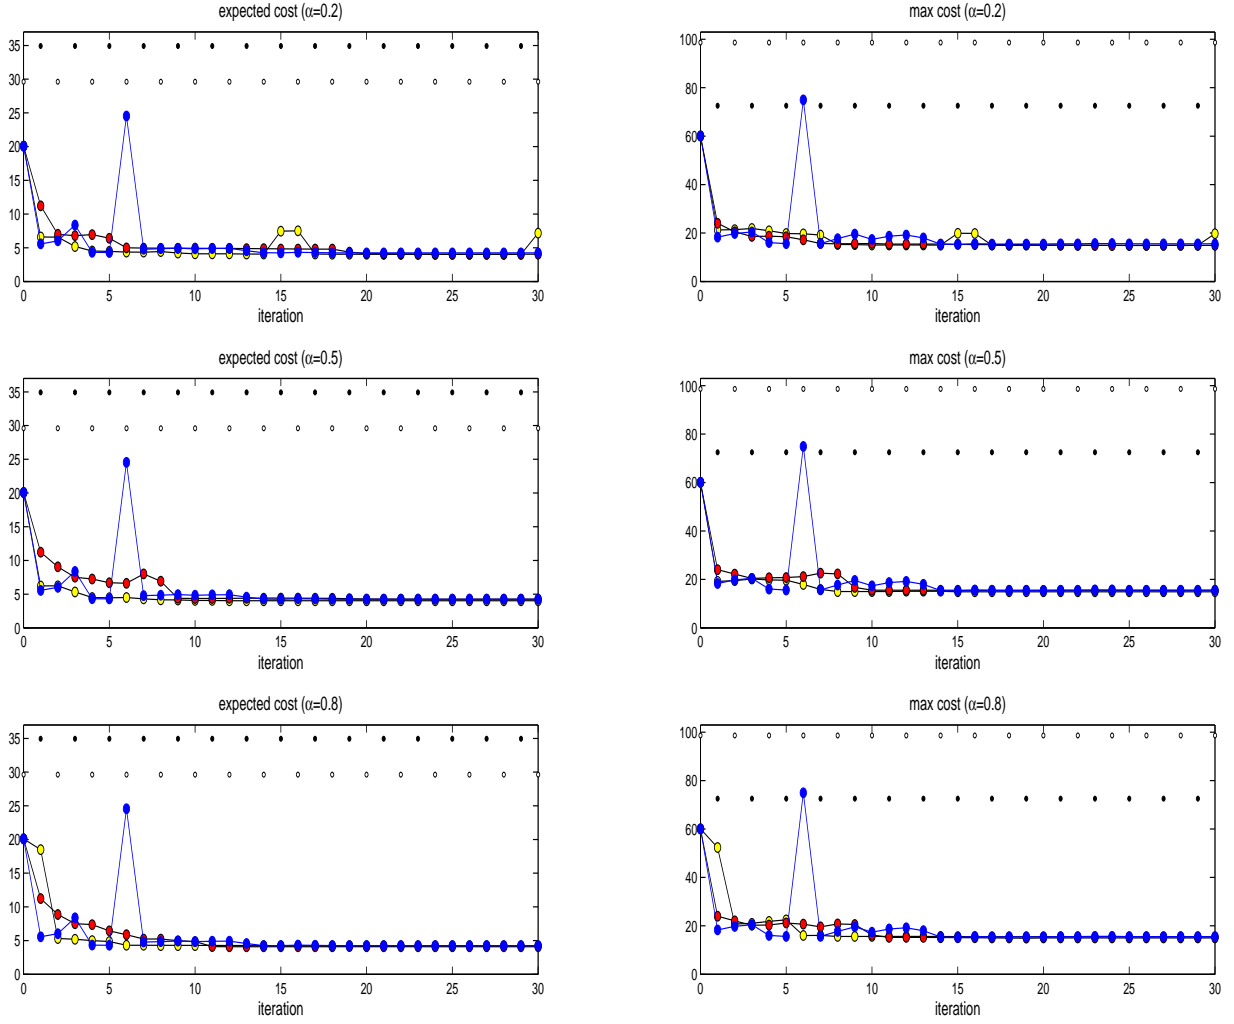 expected cost (α=0.2)
35
30
25
20
15
10
5
0
0 5 10 15 20 25 30
iteration
max cost (α=0.2)
100
80
60
40
20
0
0 5 10 15 20 25 30
iteration
expected cost (α=0.5)
35
30
25
20
15
10
5
0
0 5 10 15 20 25 30
iteration
max cost (α=0.5)
100
80
60
40
20
0
0 5 10 15 20 25 30
iteration
expected cost (α=0.8)
35
30
25
20
15
10
5
0
0 5 10 15 20 25 30
iteration
max cost (α=0.8)
100
80
60
40
20
0
0 5 10 15 20 25 30
iteration